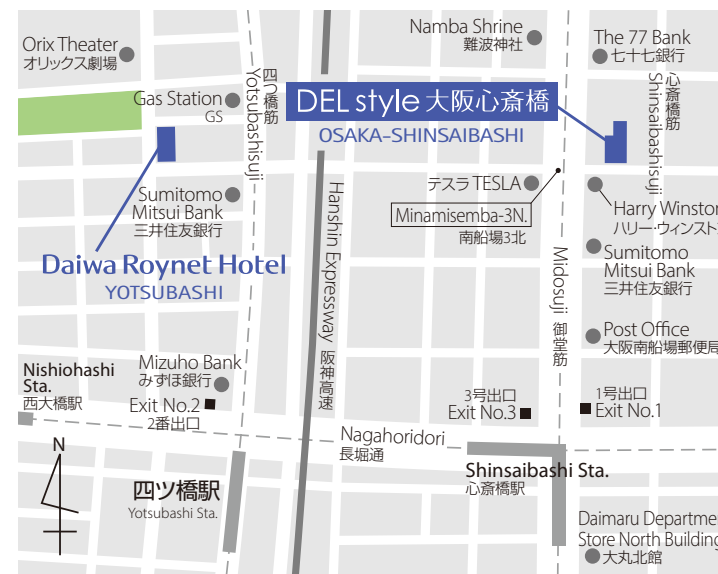 Orix Theater
オリックス劇場
Gas Station
GS
四つ橋筋
Yotsubashisuji
Namba Shrine
難波神社
The 77 Bank
七十七銀行
心斎橋筋
Shinsaibashisuji
DEL style 大阪心斎橋
OSAKA-SHINSAIBASHI
Sumitomo
Mitsui Bank
三井住友銀行
Daiwa Roynet Hotel
YOTSUBASHI
Hanshin Expressway 阪神高速
テスラ TESLA
Minamisemba-3N.
南船場3北
Harry Winston
ハリー・ウィンスト
Midosuji 御堂筋
Sumitomo
Mitsui Bank
三井住友銀行
Post Office
大阪南船場郵便局
Nishiohashi
Sta.
西大橋駅
Mizuho Bank
みずほ銀行
Exit No.2
2番出口
3号出口
Exit No.3
1号出口
Exit No.1
Nagahoridori
長堀通
Shinsaibashi Sta.
心斎橋駅
N
四ツ橋駅
Yotsubashi Sta.
Daimaru Departme
Store North Building
大丸北館